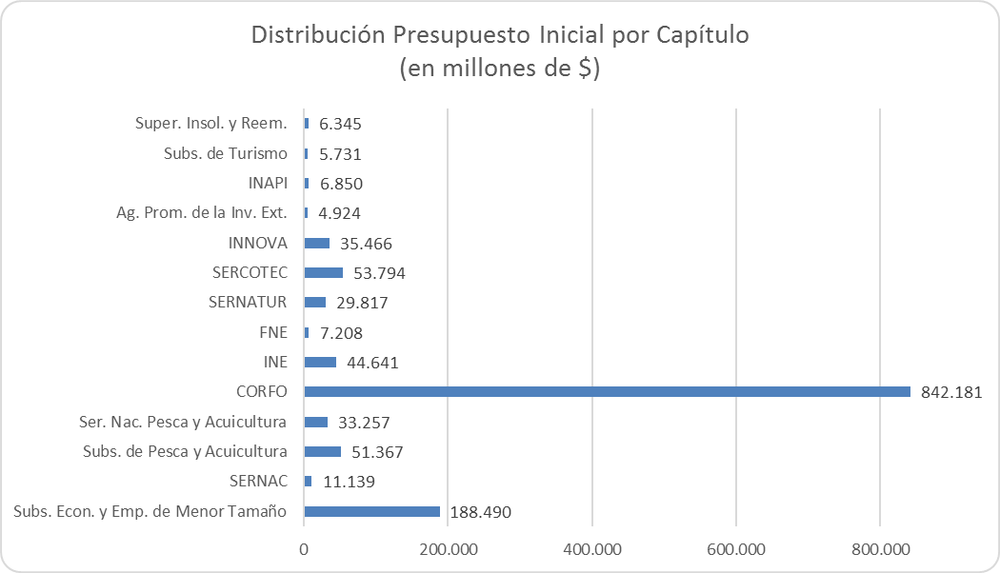 Distribución Presupuesto Inicial por Capítulo
(en millones de $)
Super. Insol. y Reem. 6.345
Subs. de Turismo 5.731
INAPI 6.850
Ag. Prom. de la Inv. Ext. 4.924
INNOVA 35.466
SERCOTEC 53.794
SERNATUR 29.817
FNE 7.208
INE 44.641
CORFO 842.181
Ser. Nac. Pesca y Acuicultura 33.257
Subs. de Pesca y Acuicultura 51.367
SERNAC 11.139
Subs. Econ. y Emp. de Menor Tamaño 188.490
0 200.000 400.000 600.000 800.000